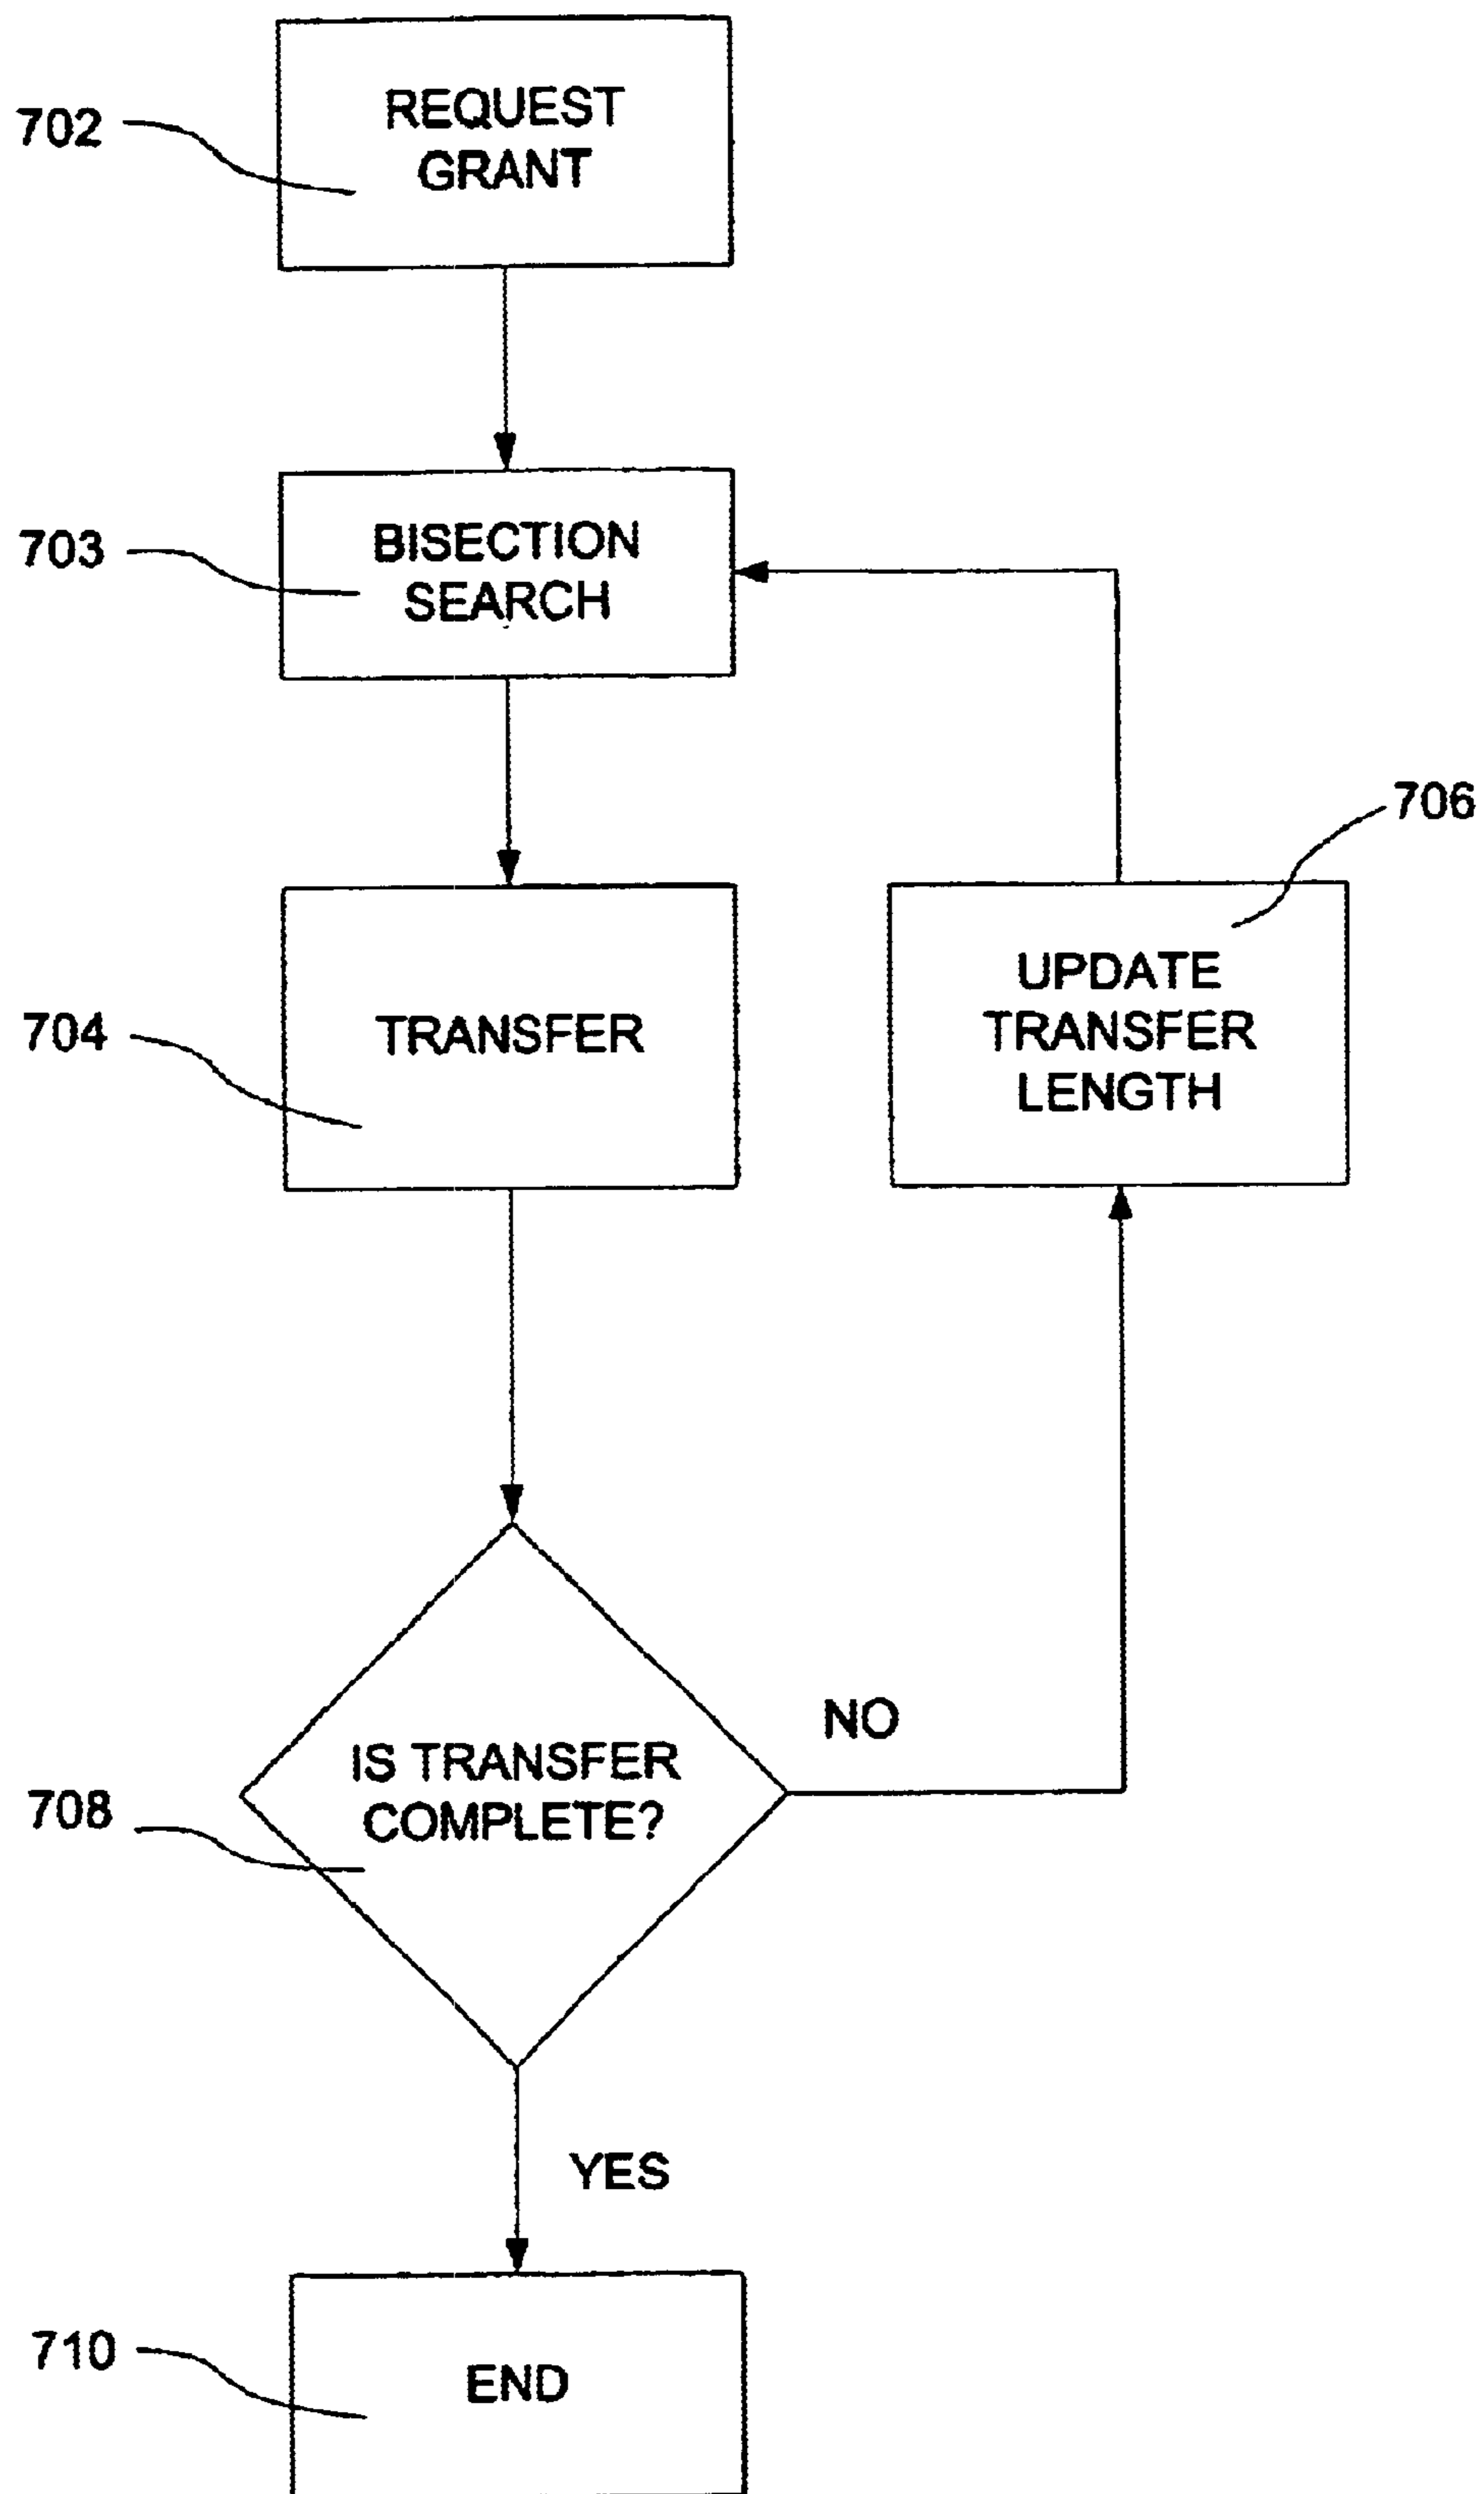 702
REQUEST
GRANT
703
BISECTION
SEARCH
706
704
TRANSFER
UPDATE
TRANSFER
LENGTH
NO
708
IS TRANSFER
COMPLETE?
YES
710
END